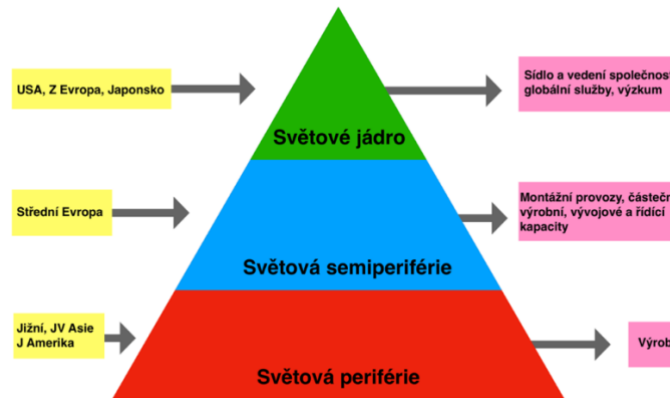 USA, Z Evropa, Japonsko
Světové jádro
Sídlo a vedení společnost
globální služby, výzkum
Střední Evropa
Světová semiperiférie
Montážní provozy, částečn
výrobní, vývojové a řídící
kapacity
Jižní, JV Asie
J Amerika
Světová periférie
Výrob